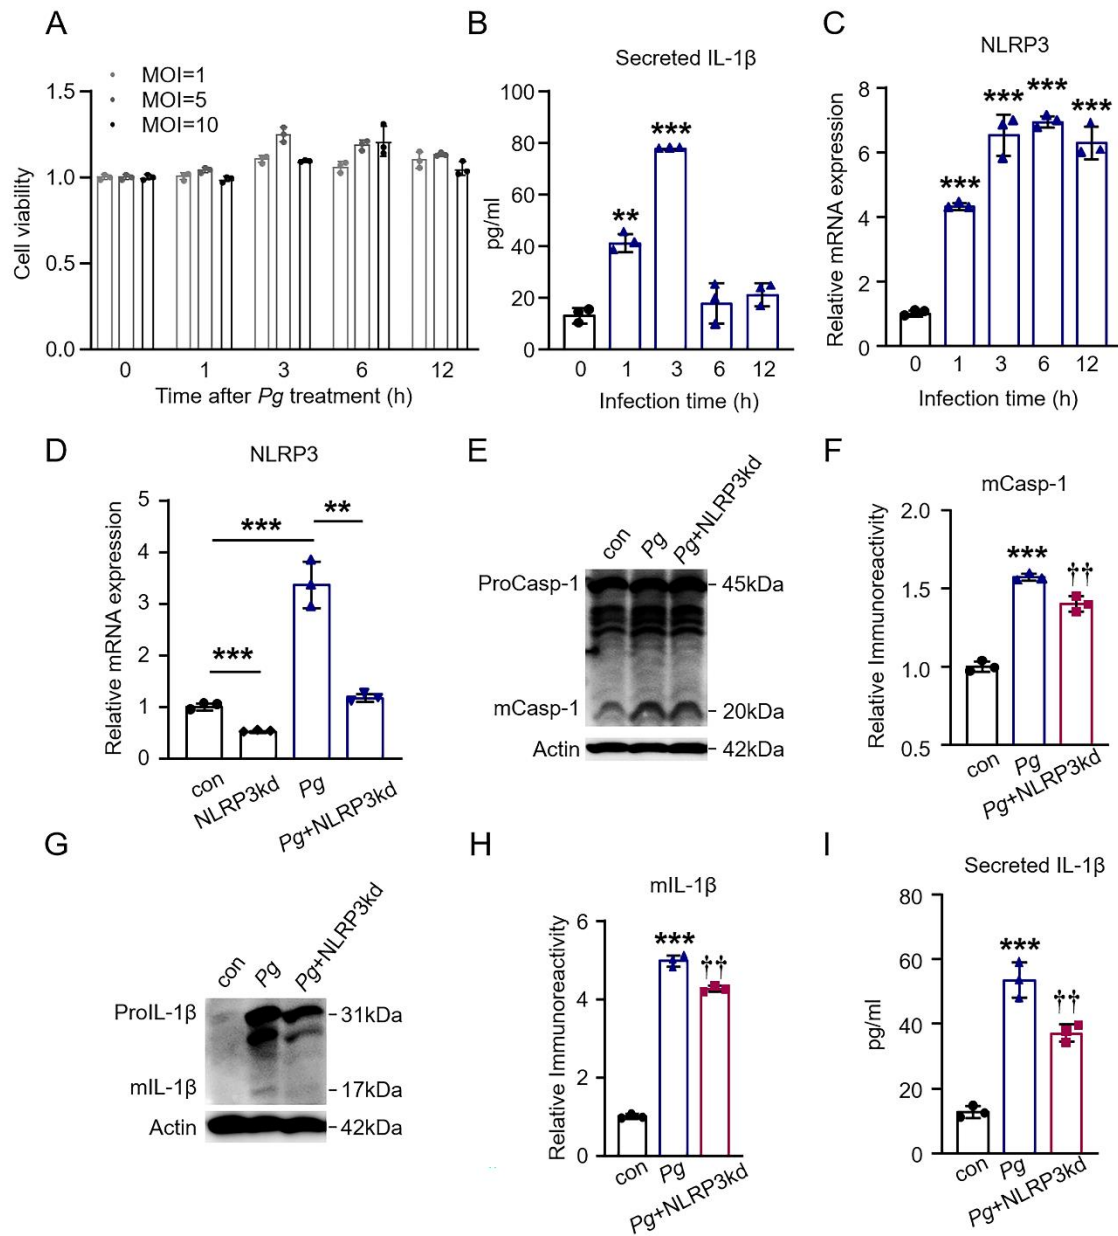 A
MOI=1
MOI=5
MOI=10
Cell viability
1.5
1.0
0.5
0.0
0 1 3 6 12
Time after Pg treatment (h)
B
Secreted IL-1β
pg/ml
100
80
60
40
20
0
** ***
0 1 3 6 12
Infection time (h)
C
NLRP3
Relative mRNA expression
8
6
4
2
0
*** *** *** ***
0 1 3 6 12
Infection time (h)
D
NLRP3
Relative mRNA expression
5
4
3
2
1
0
*** **
***
con NLRP3kd Pg Pg+NLRP3kd
E
con Pg Pg+NLRP3kd
ProCasp-1 45kDa
mCasp-1 20kDa
Actin 42kDa
F
mCasp-1
Relative Immunoreactivity
2.0
1.5
1.0
0.5
*** ††
con Pg Pg+NLRP3kd
G
con Pg Pg+NLRP3kd
ProIL-1β 31kDa
mIL-1β 17kDa
Actin 42kDa
H
mIL-1β
Relative Immunoreactivity
6
4
2
0
*** ††
con Pg Pg+NLRP3kd
I
Secreted IL-1β
pg/ml
80
60
40
20
0
*** ††
con Pg Pg+NLRP3kd